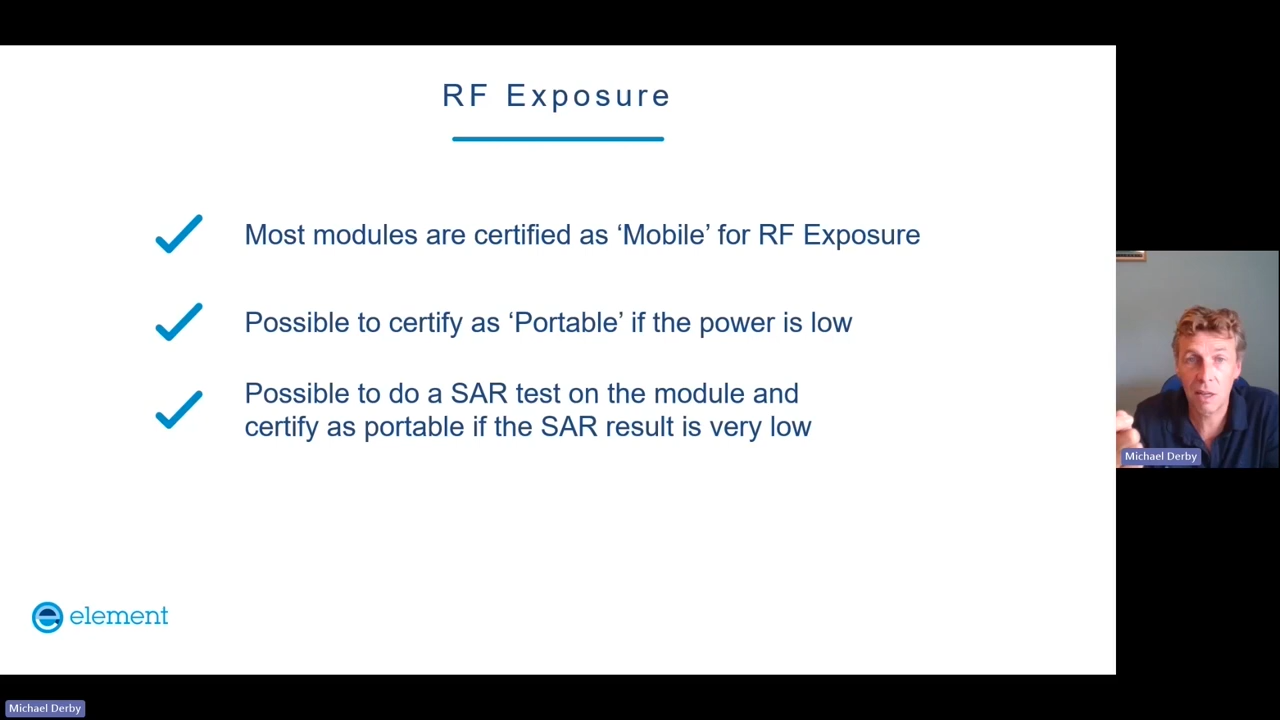 RF Exposure
Most modules are certified as ‘Mobile’ for RF Exposure
Possible to certify as ‘Portable’ if the power is low
Possible to do a SAR test on the module and
certify as portable if the SAR result is very low
element
Michael Derby
Michael Derby